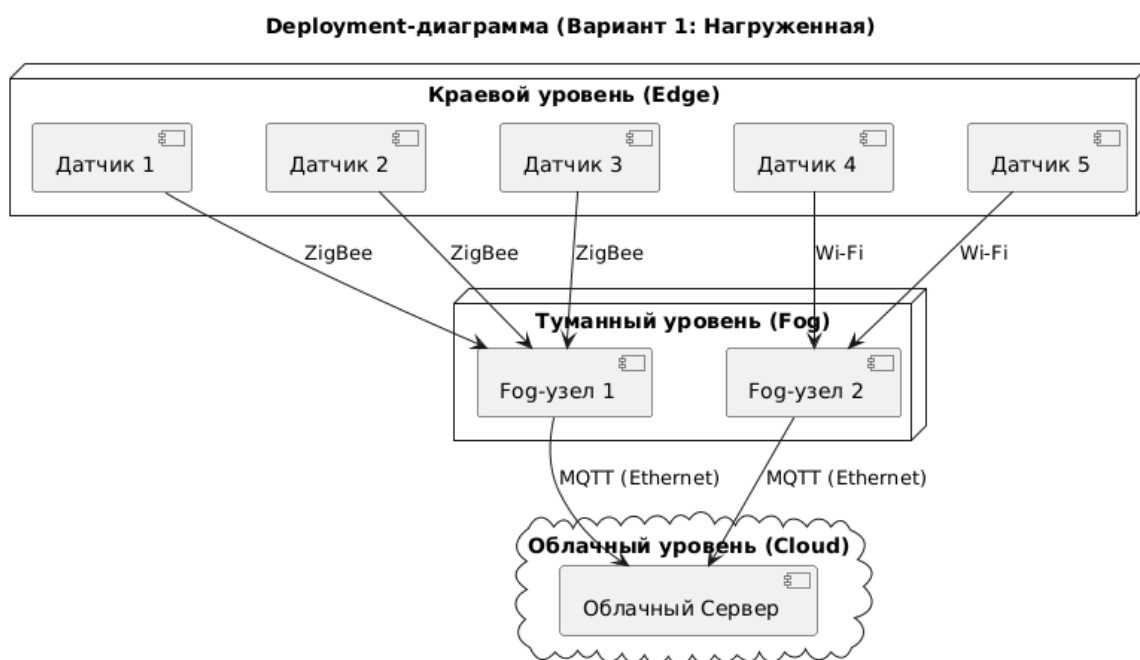 Deployment-диаграмма (Вариант 1: Нагруженная)
Краевой уровень (Edge)
Датчик 1
Датчик 2
Датчик 3
Датчик 4
Датчик 5
ZigBee
ZigBee
ZigBee
Wi-Fi
Wi-Fi
Туманный уровень (Fog)
Fog-узел 1
Fog-узел 2
MQTT (Ethernet)
MQTT (Ethernet)
Облачный уровень (Cloud)
Облачный Сервер